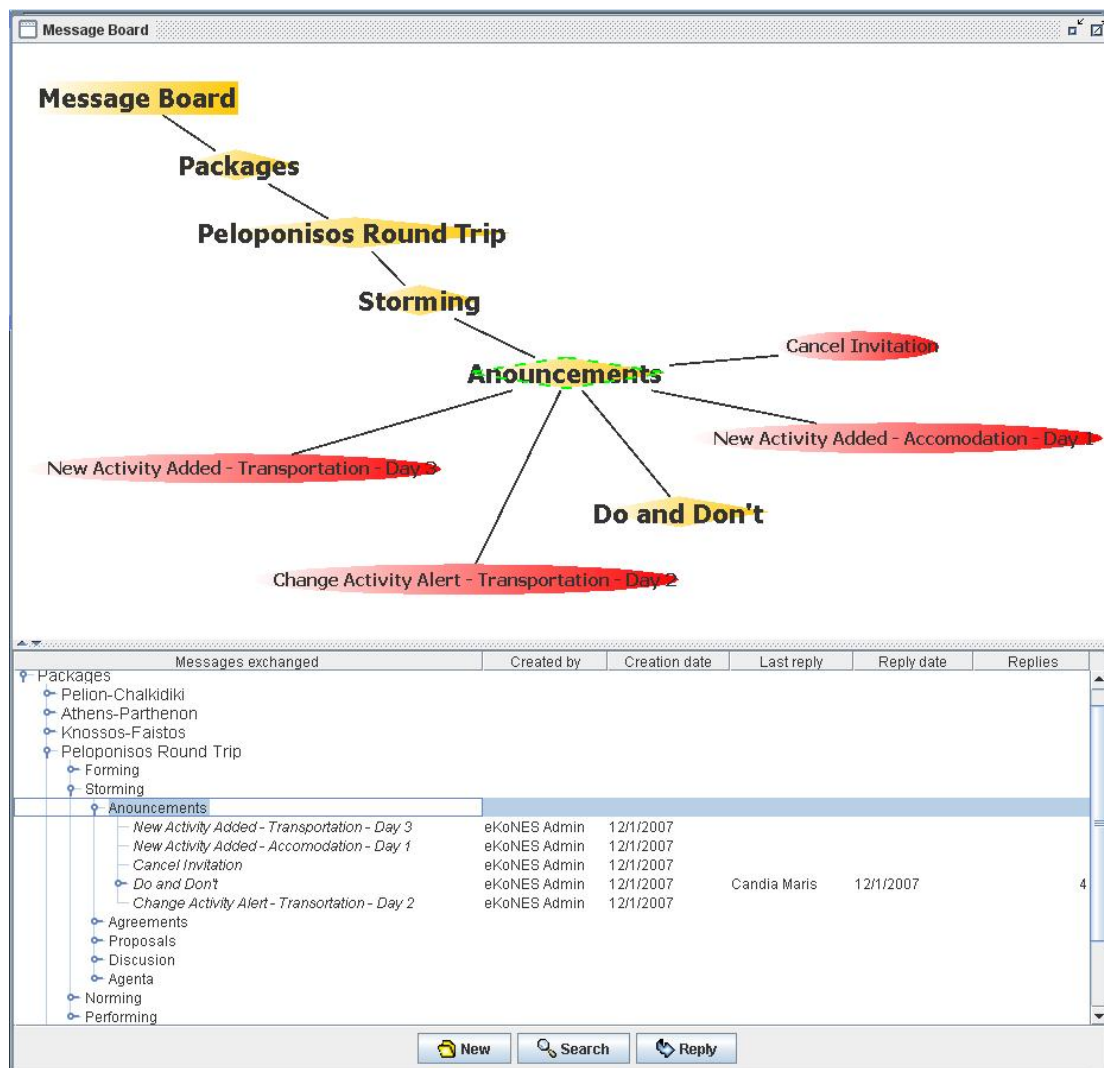 Message Board
Message Board
Packages
Peloponisos Round Trip
Storming
Cancel Invitation
Anouncements
New Activity Added - Accomodation - Day 1
New Activity Added - Transportation - Day 3
Do and Don't
Change Activity Alert - Transportation - Day 2
Messages exchanged Created by Creation date Last reply Reply date Replies
Packages
Pelion-Chalkidiki
Athens-Parthenon
Knossos-Faistos
Peloponisos Round Trip
Forming
Storming
Anouncements
New Activity Added - Transportation - Day 3 eKoNES Admin 12/1/2007
New Activity Added - Accomodation - Day 1 eKoNES Admin 12/1/2007
Cancel Invitation eKoNES Admin 12/1/2007
Do and Don't eKoNES Admin 12/1/2007 Candia Maris 12/1/2007 4
Change Activity Alert - Transortation - Day 2 eKoNES Admin 12/1/2007
Agreements
Proposals
Discusion
Agenta
Norming
Performing
New Search Reply